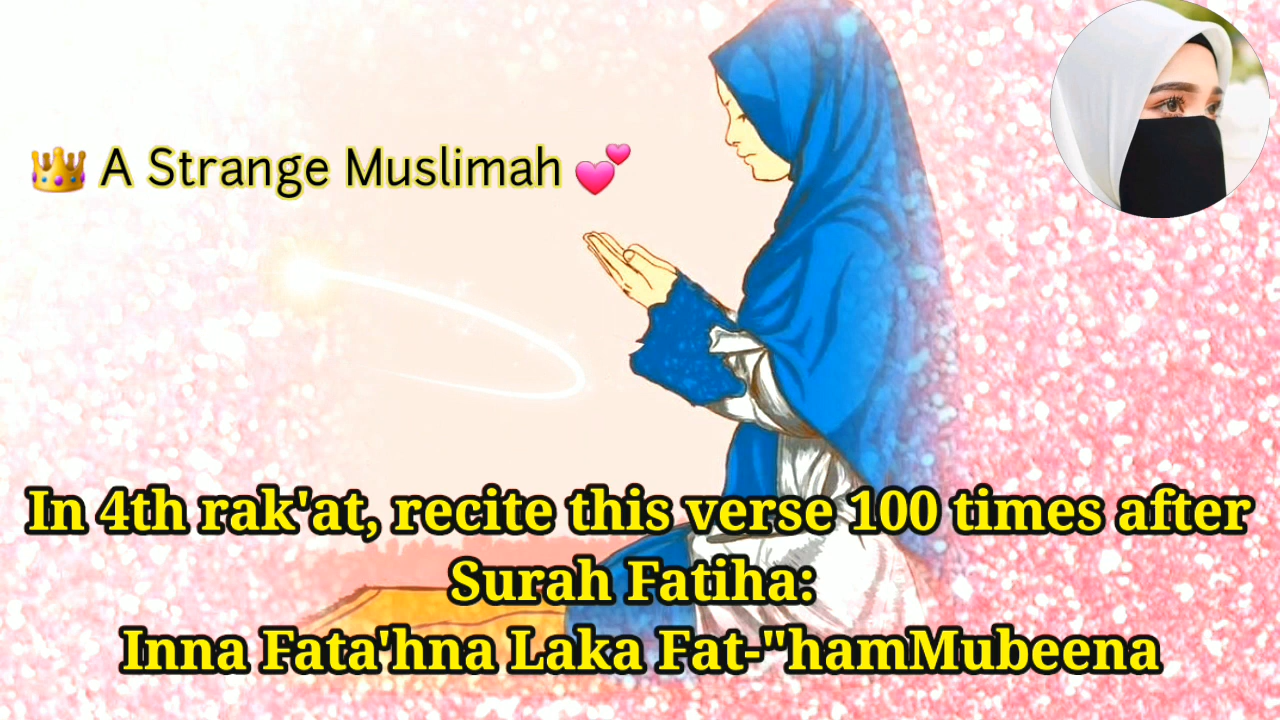 👑 A Strange Muslimah 💕
In 4th rak'at, recite this verse 100 times after
Surah Fatiha:
Inna Fata'hna Laka Fat-"hamMubeena